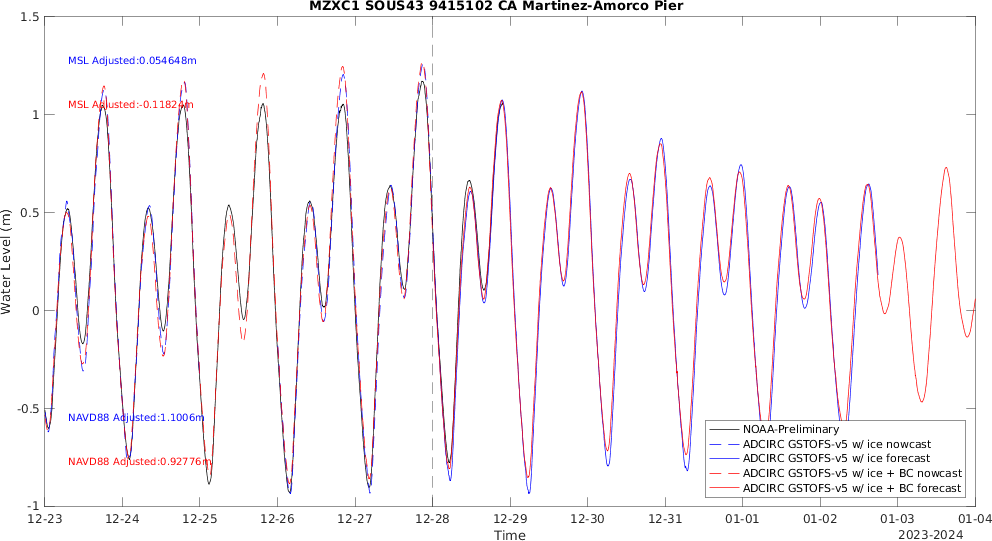 MZXC1 SOUS43 9415102 CA Martinez-Amorco Pier
1.5
MSL Adjusted:0.054648m
MSL Adjusted:-0.11824m
1
0.5
Water Level (m)
0
-0.5
NAVD88 Adjusted:1.1006m
NAVD88 Adjusted:0.92776m
NOAA-Preliminary
ADCIRC GSTOFS-v5 w/ ice nowcast
ADCIRC GSTOFS-v5 w/ ice forecast
ADCIRC GSTOFS-v5 w/ice + BC nowcast
ADCIRC GSTOFS-v5 w/ice + BC forecast
-1
12-23 12-24 12-25 12-26 12-27 12-28 12-29 12-30 12-31 01-01 01-02 01-03 01-04
Time
2023-2024